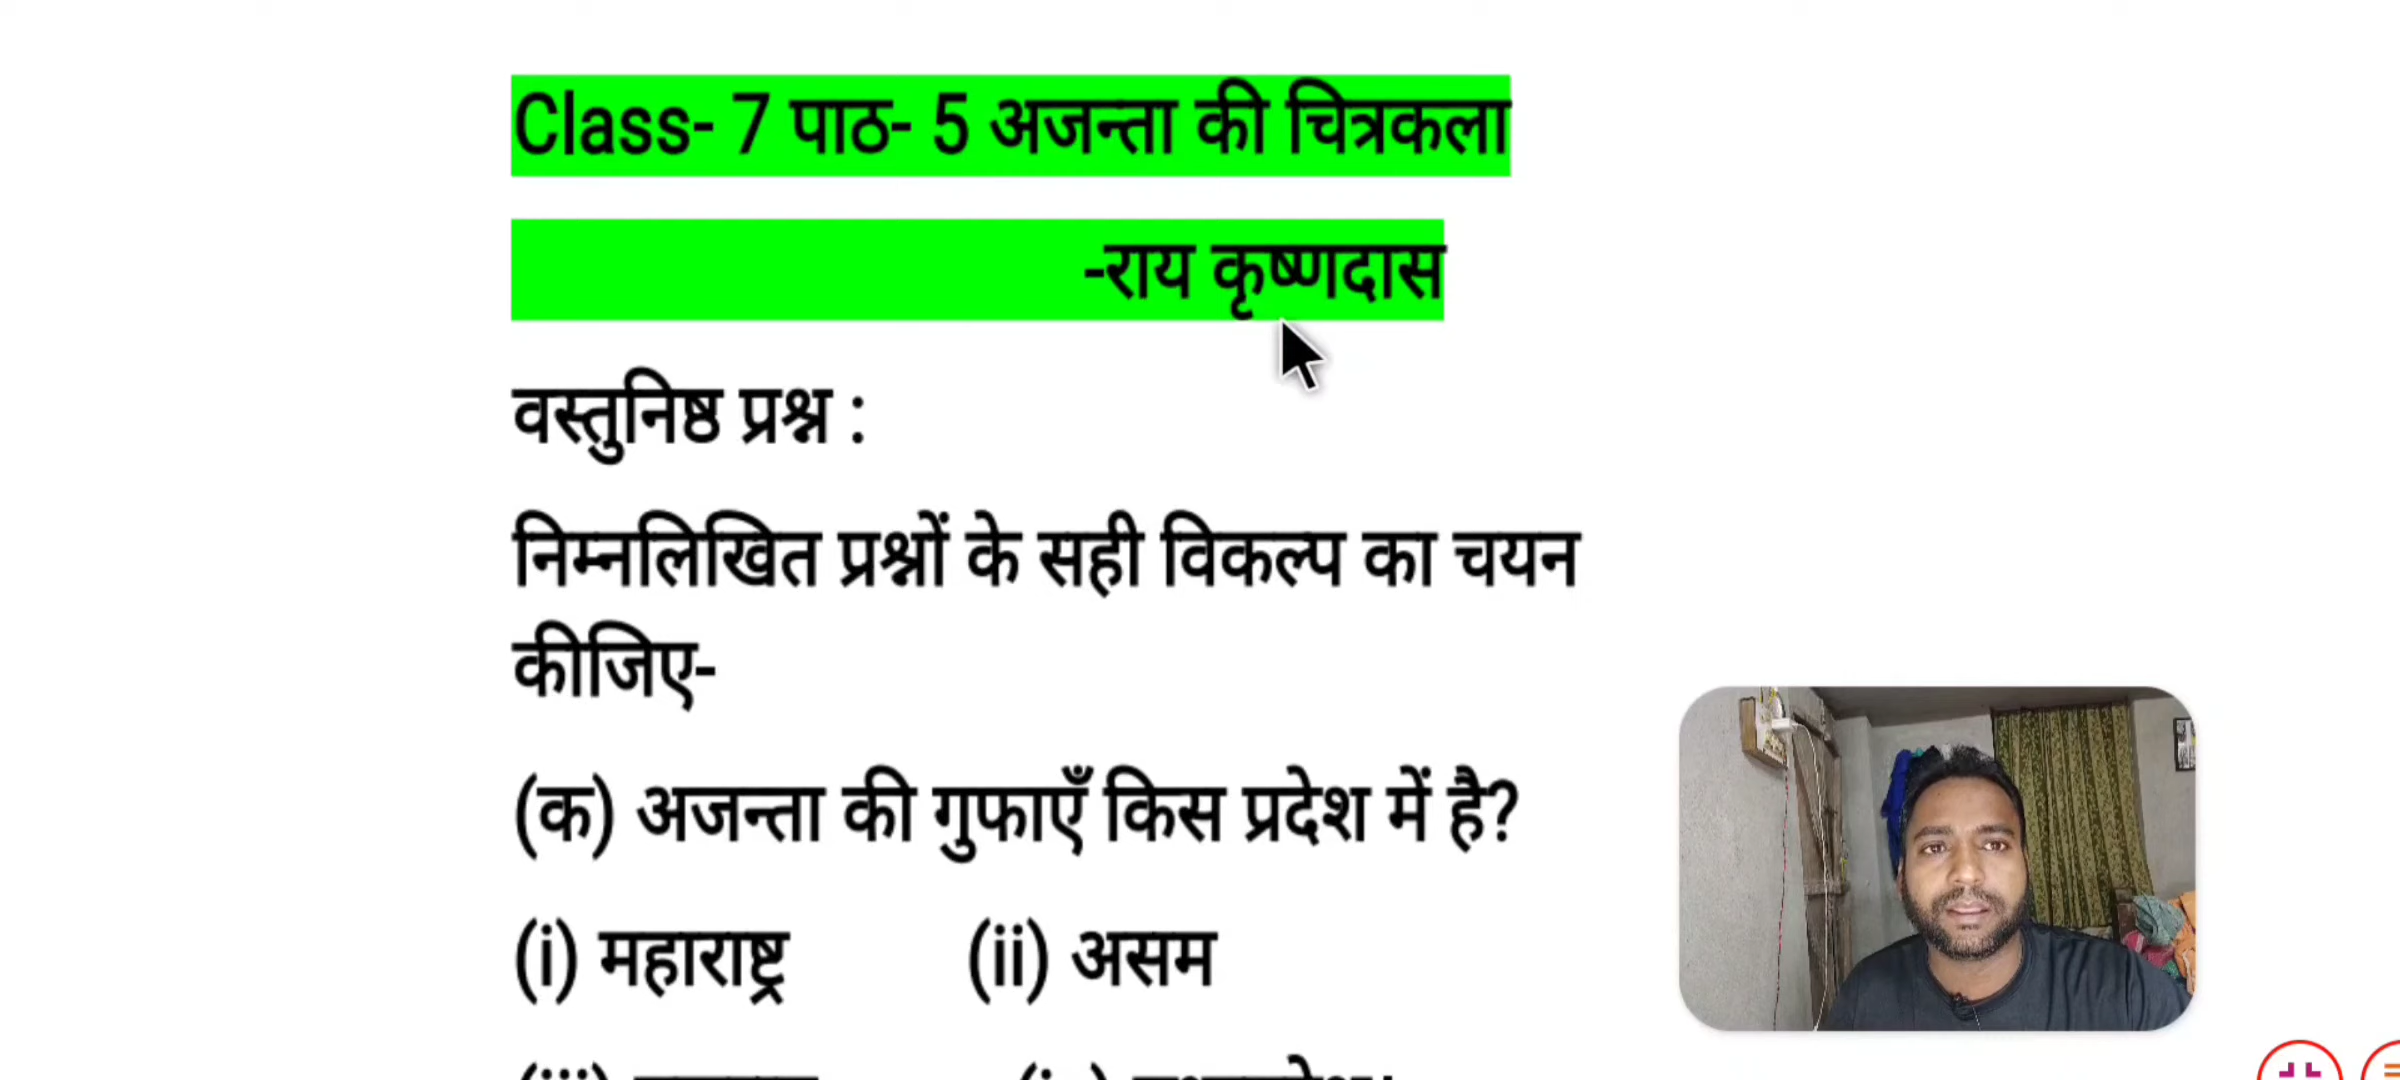 Class- 7 पाठ- 5 अजन्ता की चित्रकला
-राय कृष्णदास
वस्तुनिष्ठ प्रश्न :
निम्नलिखित प्रश्नों के सही विकल्प का चयन
कीजिए-
(क) अजन्ता की गुफाएँ किस प्रदेश में है?
(i) महाराष्ट्र (ii) असम